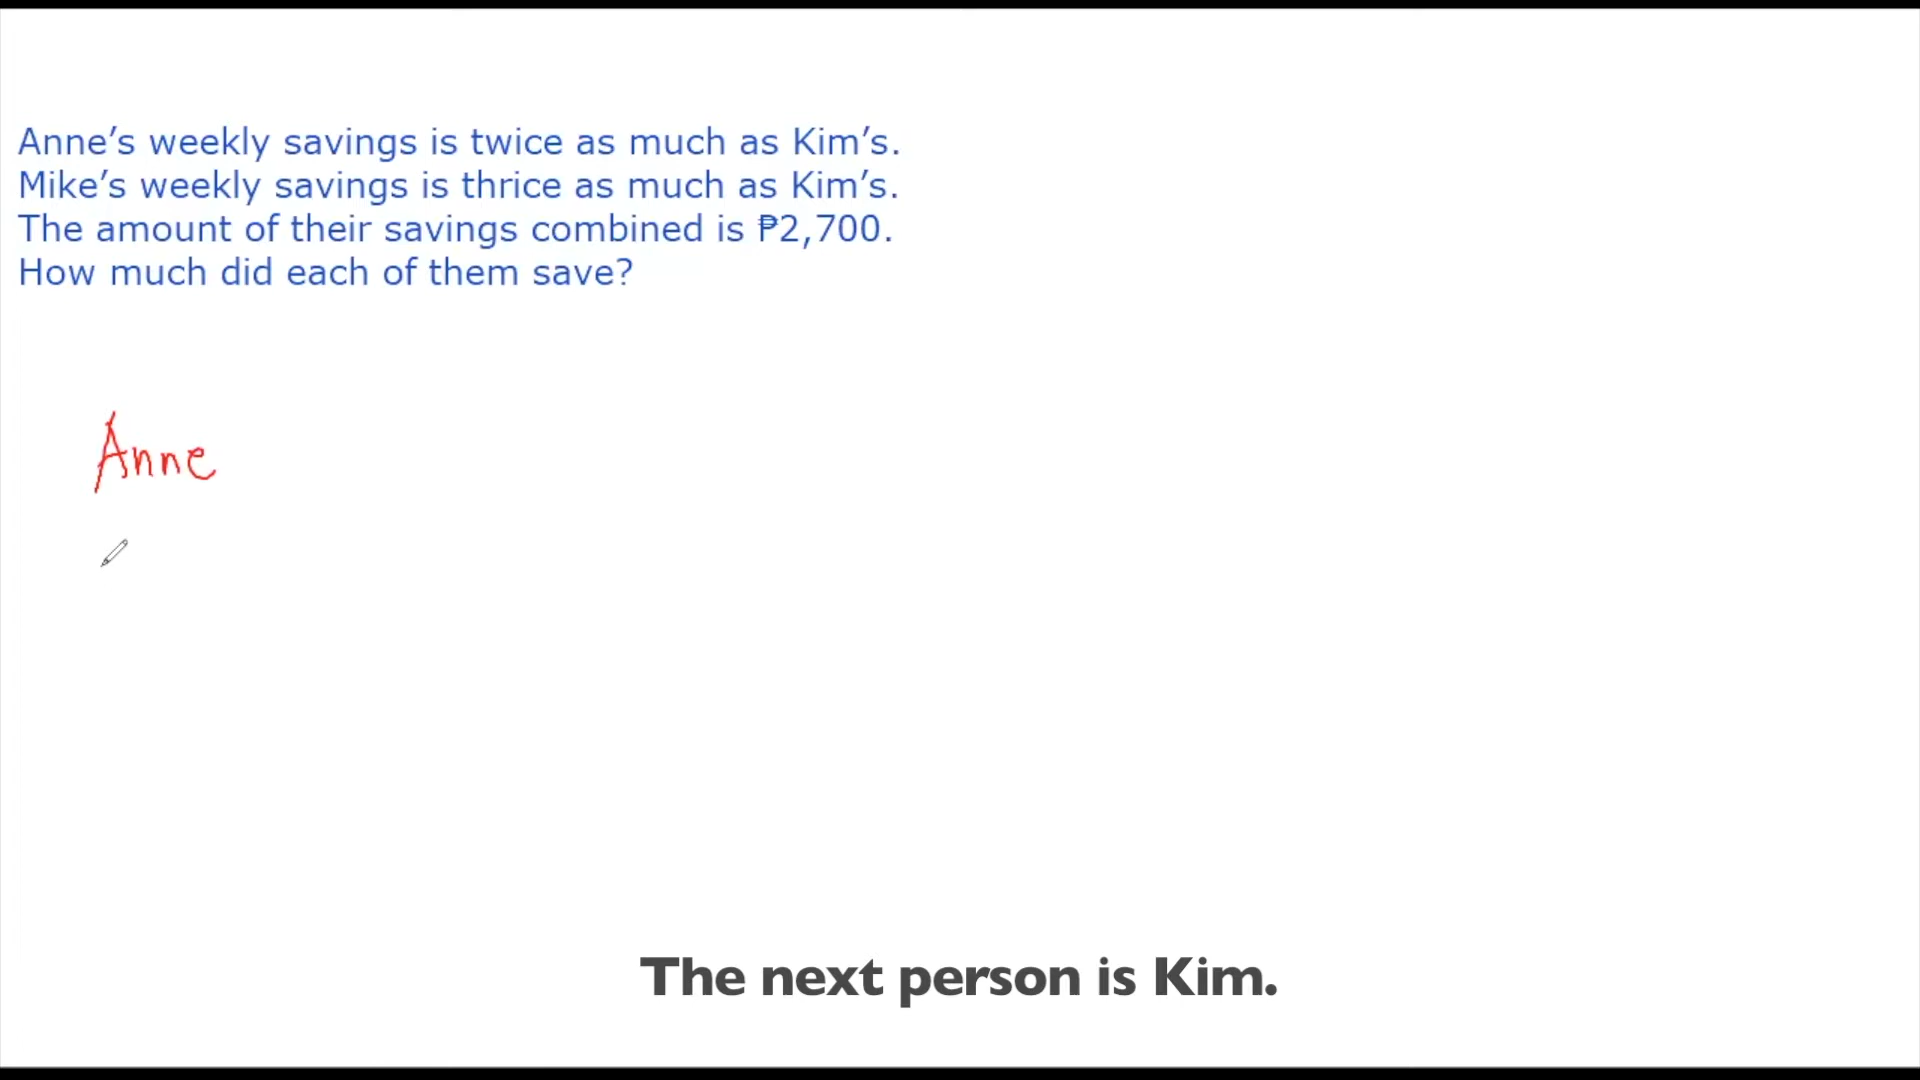 Anne’s weekly savings is twice as much as Kim’s.
Mike’s weekly savings is thrice as much as Kim’s.
The amount of their savings combined is ₱2,700.
How much did each of them save?
Anne
The next person is Kim.